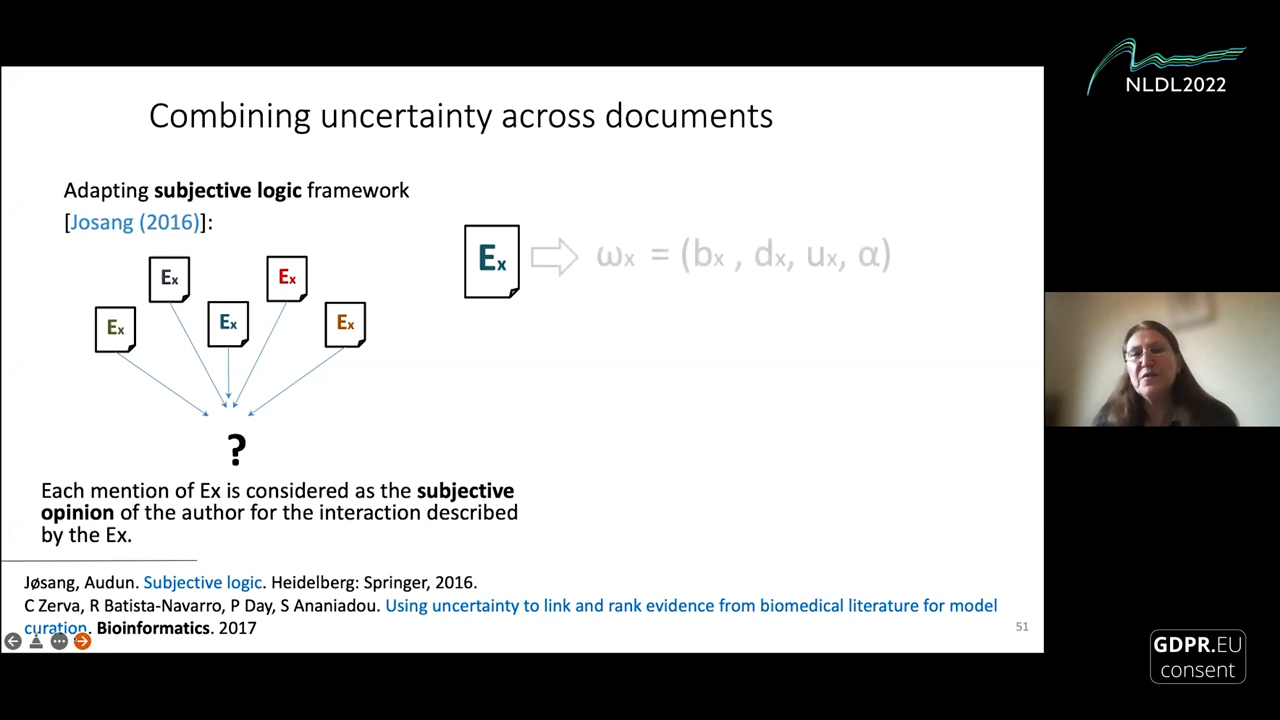 NLDL2022
Combining uncertainty across documents
Adapting subjective logic framework
[Josang (2016)]:
Ex
Ex
Ex
Ex
Ex
?
Each mention of Ex is considered as the subjective
opinion of the author for the interaction described
by the Ex.
Ex
ωx = (bx , dx, ux, α)
Jøsang, Audun. Subjective logic. Heidelberg: Springer, 2016.
C Zerva, R Batista-Navarro, P Day, S Ananiadou. Using uncertainty to link and rank evidence from biomedical literature for model
curation. Bioinformatics. 2017
51
GDPR.EU
consent